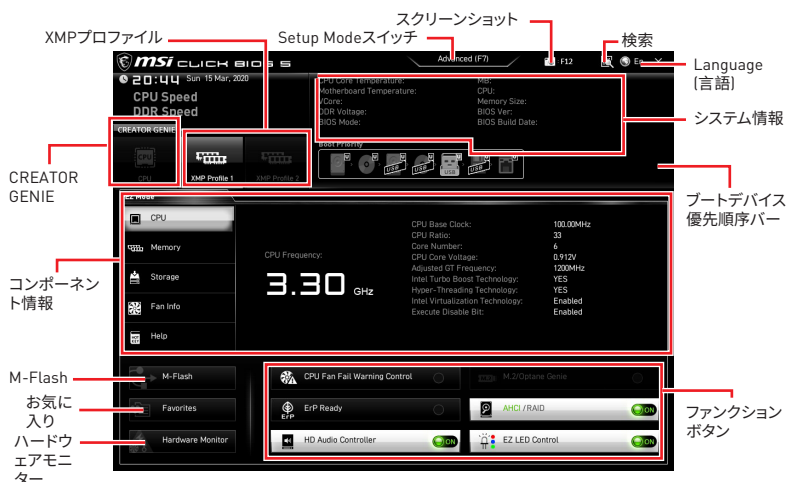 スクリーンショット
XMPプロファイル
Setup Modeスイッチ
検索
Language
(言語)
システム情報
msi CLICK BIOS 5
Advanced (F7)
F12
En
X
20:44 Sun 15 Mar, 2020
CPU Speed
DDR Speed
CPU Core Temperature:
Motherboard Temperature:
VCore:
DDR Voltage:
BIOS Mode:
MB:
CPU:
Memory Size:
BIOS Ver:
BIOS Build Date:
CREATOR GENIE
CPU
CPU
XMP Profile 1
XMP Profile 2
Boot Priority
U
U
USB
U
USB
U
USB
U
USB
U
U
CREATOR
GENIE
ブートデバイス
優先順序バー
EZ Mode
CPU
Memory
Storage
Fan Info
Help
CPU Frequency:
3.30 GHz
CPU Base Clock: 100.00MHz
CPU Ratio: 33
Core Number: 6
CPU Core Voltage: 0.912V
Adjusted GT Frequency: 1200MHz
Intel Turbo Boost Technology: YES
Hyper-Threading Technology: YES
Intel Virtualization Technology: Enabled
Execute Disable Bit: Enabled
コンポーネン
ト情報
M-Flash
お気に
入り
ハードウ
ェアモニ
ター
M-Flash
Favorites
Hardware Monitor
CPU Fan Fail Warning Control
M.2/Optane Genie
ErP
ErP Ready
AHCI /RAID
ON
HD Audio Controller
ON
EZ LED Control
ON
ファンクション
ボタン